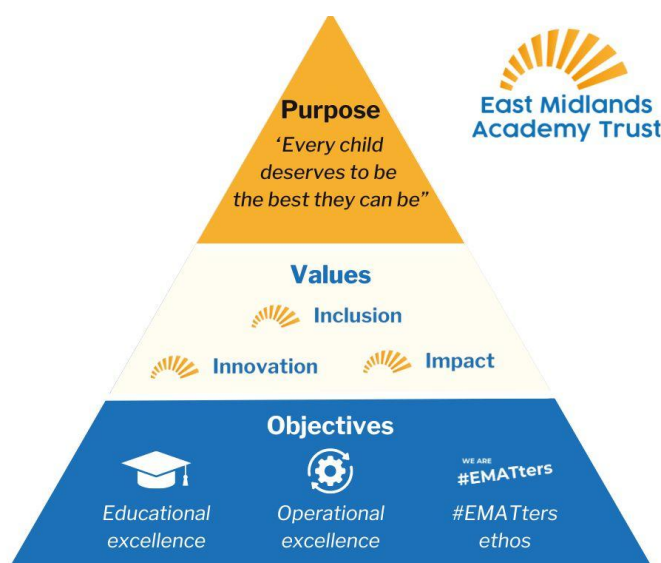 East Midlands
Academy Trust
Purpose
‘Every child
deserves to be
the best they can be”
Values
Inclusion
Innovation
Impact
Objectives
WE ARE
#EMATters
Educational
excellence
Operational
excellence
#EMATters
ethos